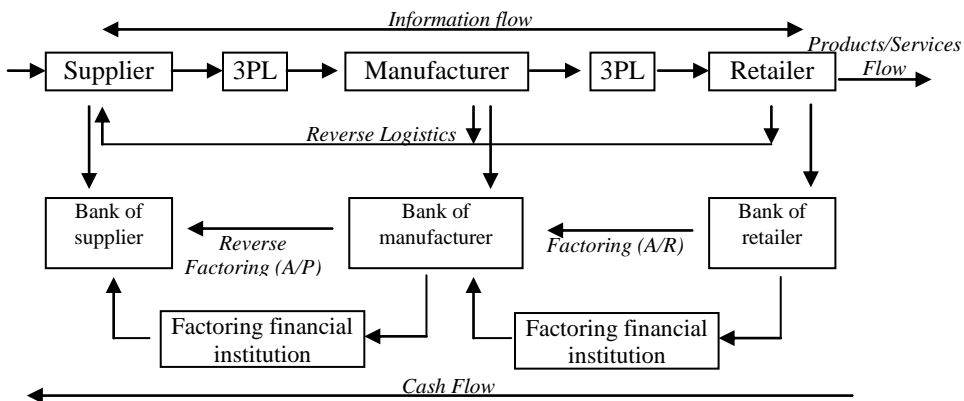 Information flow
Products/Services
Flow
Supplier
3PL
Manufacturer
3PL
Retailer
Reverse Logistics
Bank of
supplier
Bank of
manufacturer
Bank of
retailer
Reverse
Factoring (A/P)
Factoring (A/R)
Factoring financial
institution
Factoring financial
institution
Cash Flow